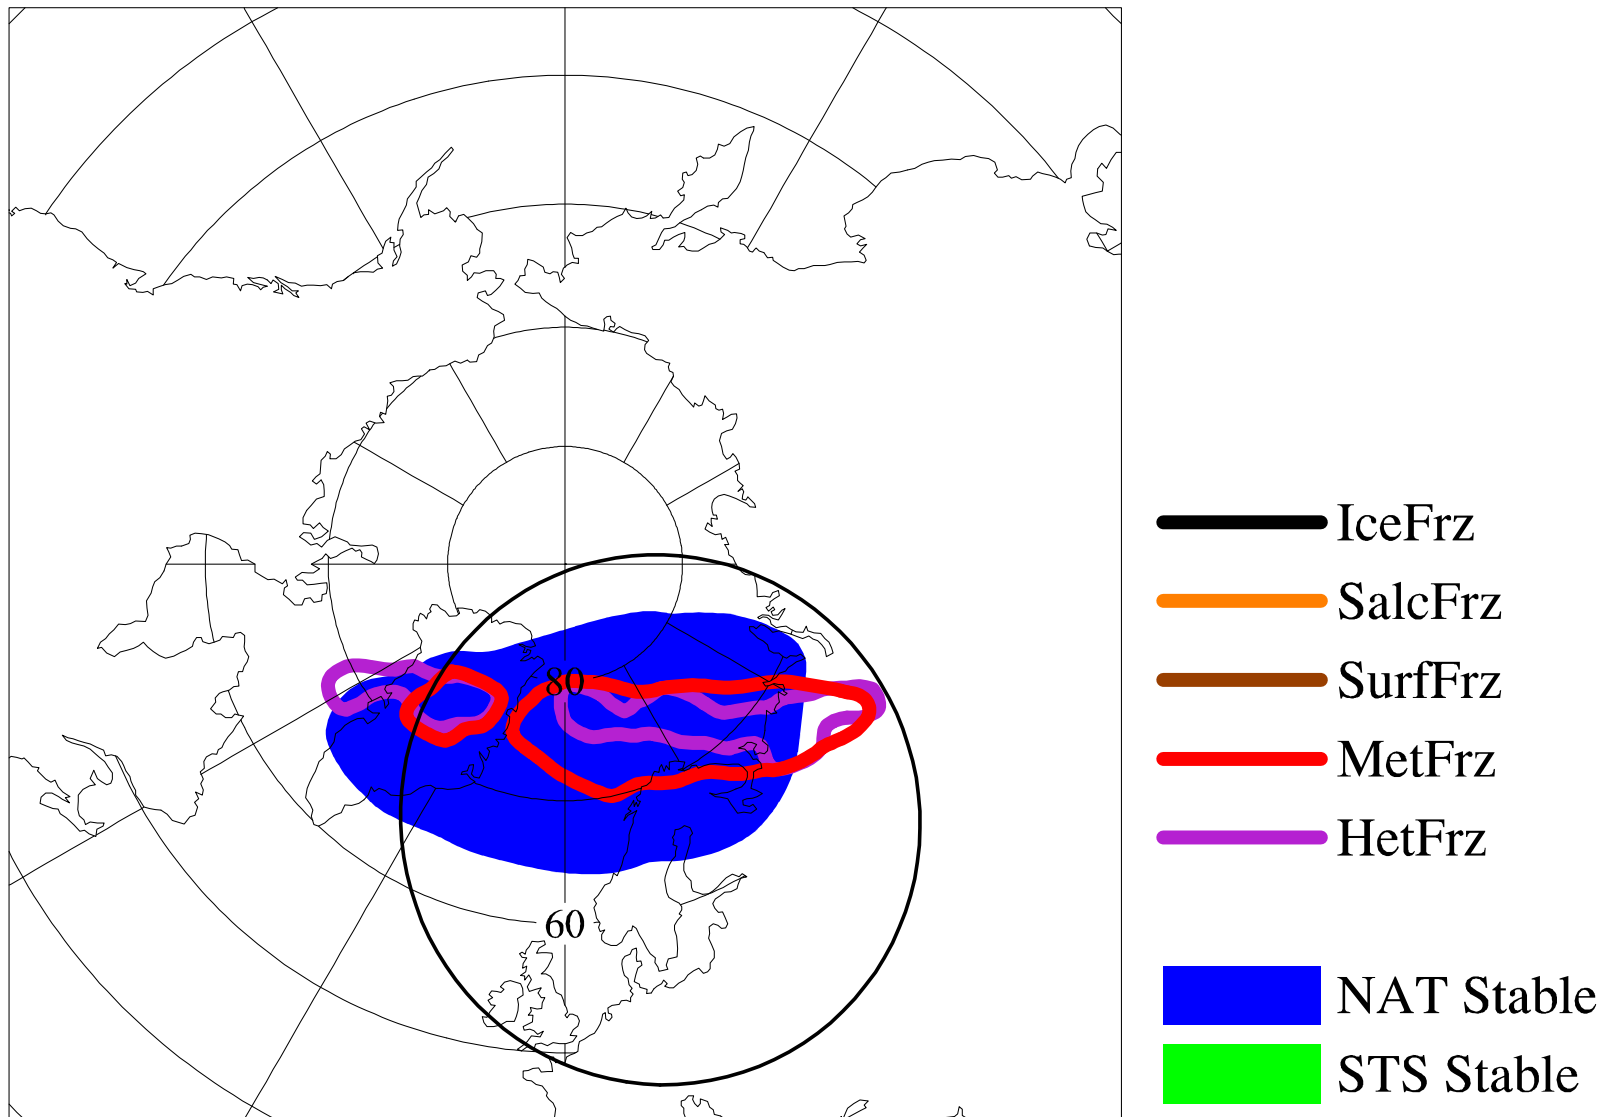 80
60
IceFrz
SalcFrz
SurfFrz
MetFrz
HetFrz
NAT Stable
STS Stable